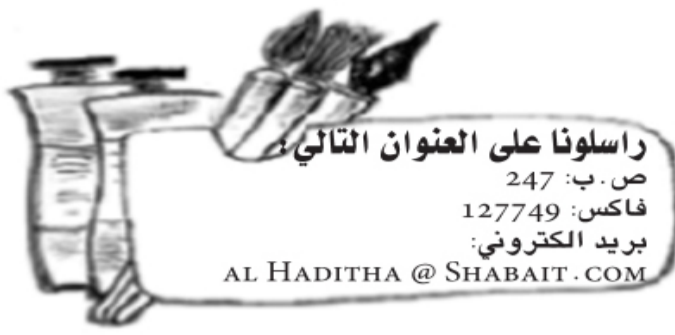 راسلونا على العنوان التالي:
ص.ب: 247
فاكس: 127749
بريد الكتروني:
AL HADITHA @ SHABAIT.COM